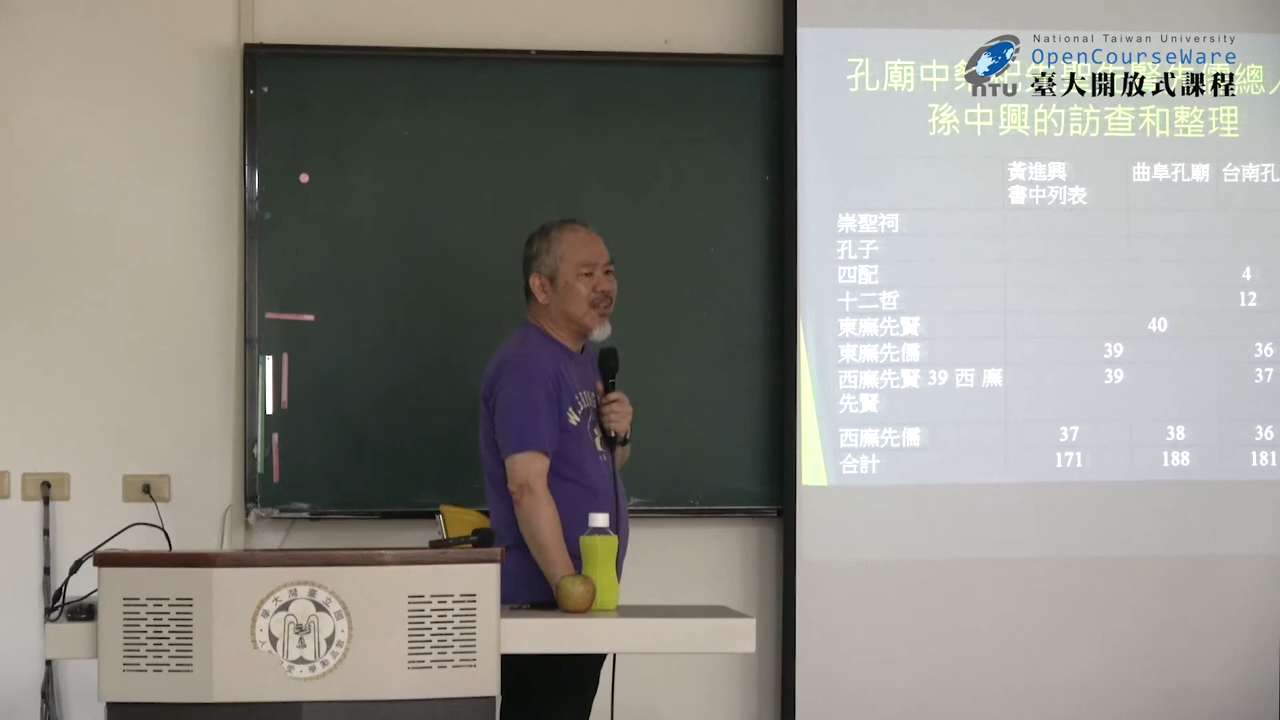 National Taiwan University
OpenCourseWare
NTU 臺大開放式課程
孔廟中
孫中興的訪查和整理
黃進興 曲阜孔廟 台南孔
書中列表
崇聖祠
孔子
四配 4
十二哲 12
東廡先賢 40
東廡先儒 39 36
西廡先賢 39 西 廡 39 37
先賢
西廡先儒 37 38 36
合計 171 188 181